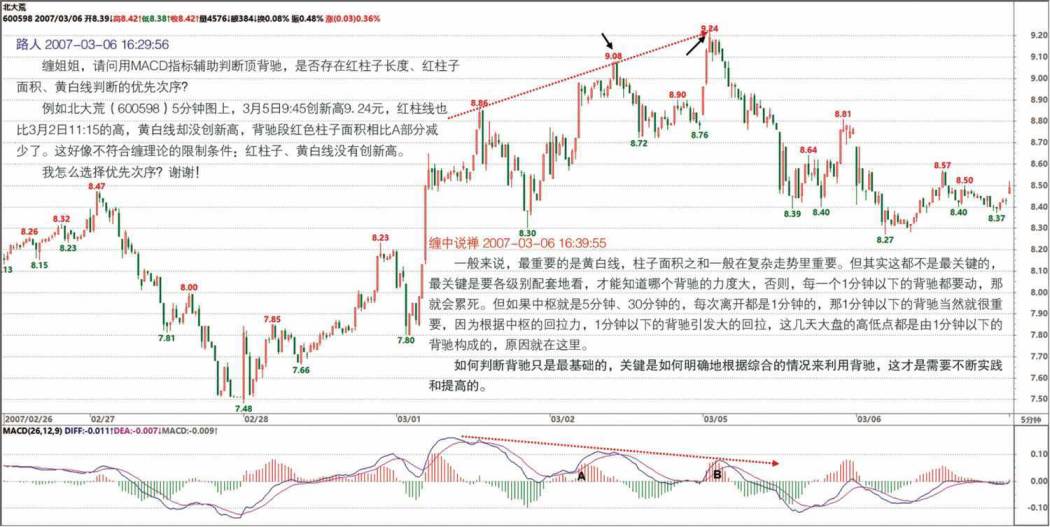 北大荒
600598 2007/03/06 开8.39↓高8.42↑低8.38↑收8.42↑量4576↓额384↓换0.08% 振0.48% 涨(0.03)0.36%
路人 2007-03-06 16:29:56
缠姐姐，请问用MACD指标辅助判断顶背驰，是否存在红柱子长度、红柱子
面积、黄白线判断的优先次序？
例如北大荒（600598）5分钟图上，3月5日9:45创新高9. 24元，红柱线也
比3月2日11:15的高，黄白线却没创新高，背驰段红色柱子面积相比A部分减
少了。这好像不符合缠理论的限制条件；红柱子、黄白线没有创新高。
我怎么选择优先次序？谢谢！
9.24
9.08
8.86
8.90
8.76
8.72
8.81
8.64
8.57
8.50
8.47
8.39
8.40
8.40
8.37
8.32
8.26
8.23
8.15
.13
8.30
8.27
8.23
8.00
7.81
7.85
7.80
7.66
7.48
缠中说禅 2007-03-06 16:39:55
一般来说，最重要的是黄白线，柱子面积之和一般在复杂走势里重要。但其实这都不是最关键的，
最关键是要各级别配套地看，才能知道哪个背驰的力度大，否则，每一个1分钟以下的背驰都要动，那
就会累死。但如果中枢就是5分钟、30分钟的，每次离开都是1分钟的，那1分钟以下的背驰当然就很重
要，因为根据中枢的回拉力，1分钟以下的背驰引发大的回拉，这几天大盘的高低点都是由1分钟以下的
背驰构成的，原因就在这里。
如何判断背驰只是最基础的，关键是如何明确地根据综合的情况来利用背驰，这才是需要不断实践
和提高的。
9.20
9.10
9.00
8.90
8.80
8.70
8.60
8.50
8.40
8.30
8.20
8.10
8.00
7.90
7.80
7.70
7.60
7.50
2007/02/26 02/27 02/28 03/01 03/02 03/05 03/06 5分钟
MACD(26,12,9) DIFF:-0.011↑DEA:-0.007↓MACD:-0.009↑
A
B
0.10
0.00
-0.10